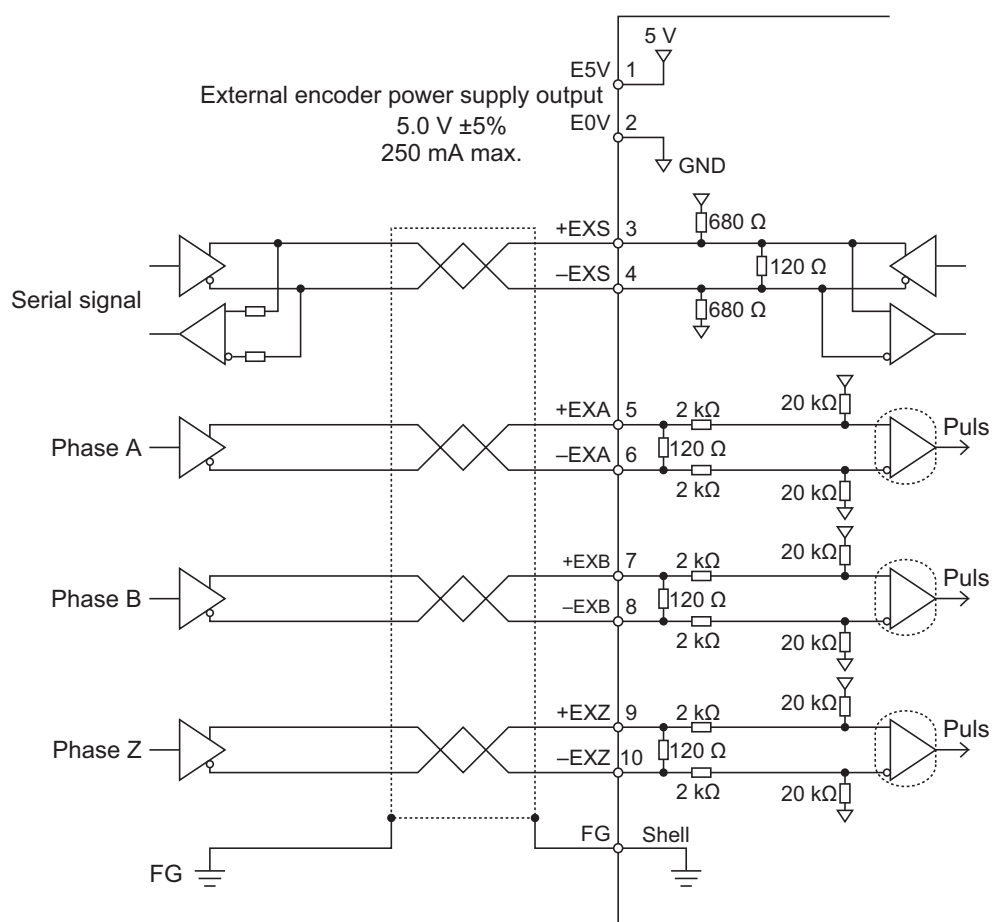 5 V
E5V 1
External encoder power supply output
5.0 V ±5%
250 mA max.
E0V 2
GND
680 Ω
+EXS 3
120 Ω
–EXS 4
680 Ω
Serial signal
+EXA 5
2 kΩ
20 kΩ
Puls
Phase A
120 Ω
–EXA 6
2 kΩ
20 kΩ
+EXB 7
2 kΩ
20 kΩ
Puls
Phase B
120 Ω
–EXB 8
2 kΩ
20 kΩ
+EXZ 9
2 kΩ
20 kΩ
Puls
Phase Z
120 Ω
–EXZ 10
2 kΩ
20 kΩ
FG Shell
FG